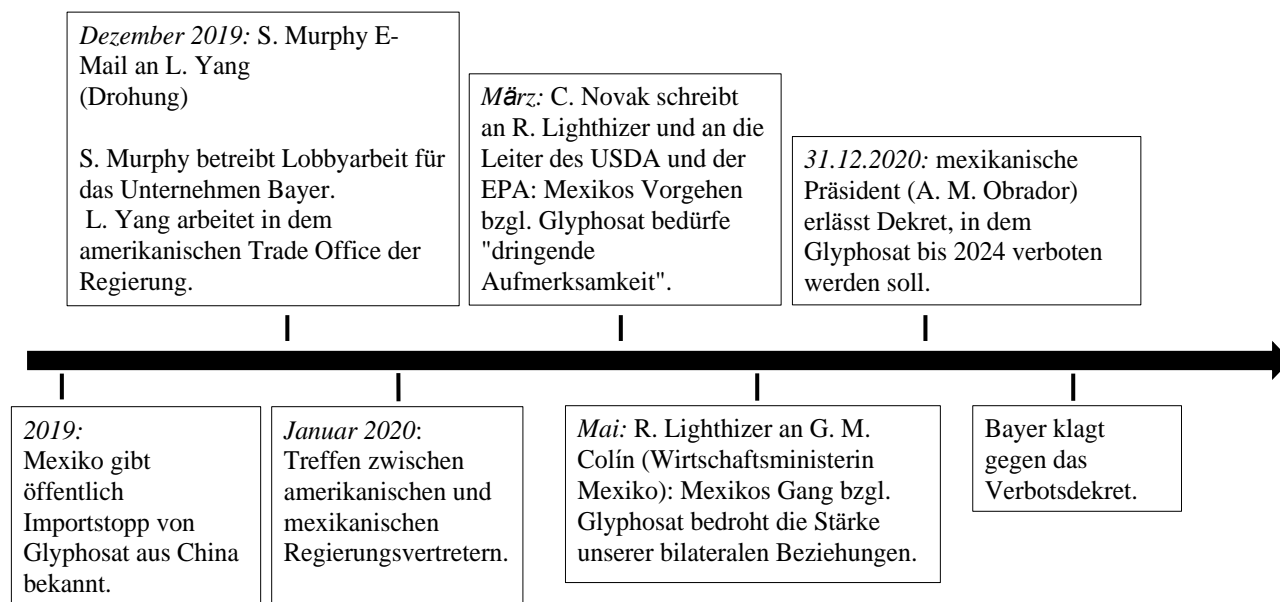 Dezember 2019: S. Murphy E-
Mail an L. Yang
(Drohung)
S. Murphy betreibt Lobbyarbeit für
das Unternehmen Bayer.
L. Yang arbeitet in dem
amerikanischen Trade Office der
Regierung.
März: C. Novak schreibt
an R. Lighthizer und an die
Leiter des USDA und der
EPA: Mexikos Vorgehen
bzgl. Glyphosat bedürfe
"dringende
Aufmerksamkeit".
31.12.2020: mexikanische
Präsident (A. M. Obrador)
erlässt Dekret, in dem
Glyphosat bis 2024 verboten
werden soll.
2019:
Mexiko gibt
öffentlich
Importstopp von
Glyphosat aus China
bekannt.
Januar 2020:
Treffen zwischen
amerikanischen und
mexikanischen
Regierungsvertretern.
Mai: R. Lighthizer an G. M.
Colín (Wirtschaftsministerin
Mexiko): Mexikos Gang bzgl.
Glyphosat bedroht die Stärke
unserer bilateralen Beziehungen.
Bayer klagt
gegen das
Verbotsdekret.